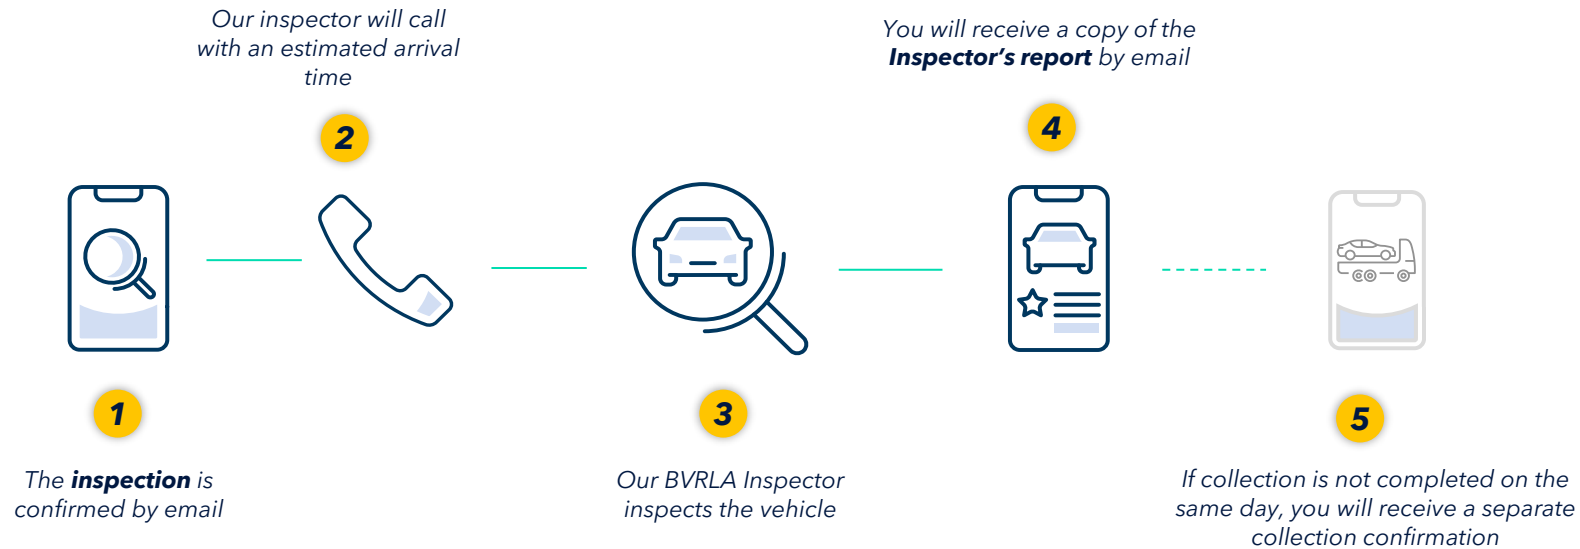 1
The inspection is
confirmed by email
Our inspector will call
with an estimated arrival
time
2
3
Our BVRLA Inspector
inspects the vehicle
You will receive a copy of the
Inspector’s report by email
4
5
If collection is not completed on the
same day, you will receive a separate
collection confirmation